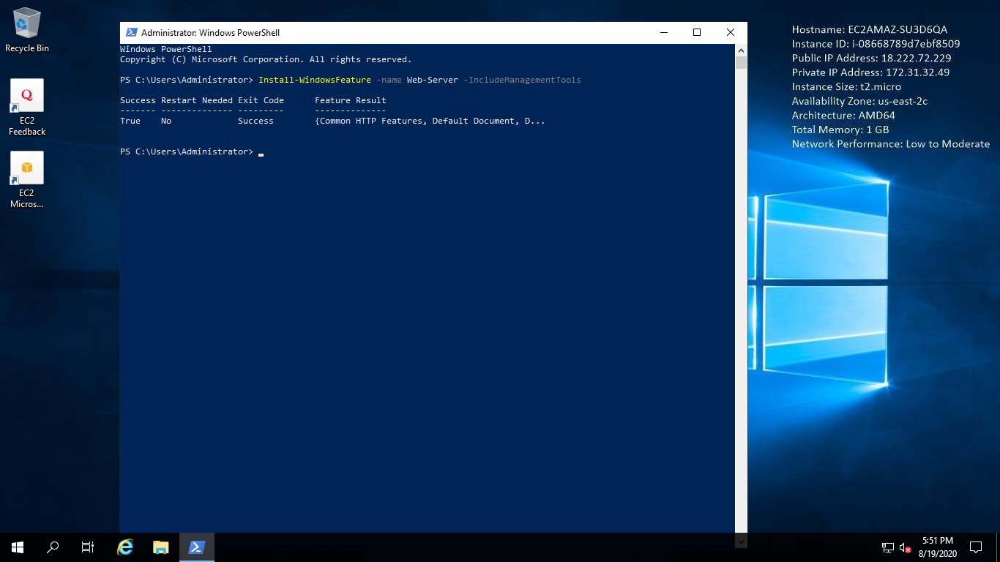 Recycle Bin
Q
EC2
Feedback
EC2
Micros...
Administrator: Windows PowerShell
Windows PowerShell
Copyright (C) Microsoft Corporation. All rights reserved.
PS C:\Users\Administrator> Install-WindowsFeature -name Web-Server -IncludeManagementTools
Success Restart Needed Exit Code      Feature Result
------- -------------- ---------      --------------
True    No             Success        {Common HTTP Features, Default Document, D...
PS C:\Users\Administrator>
Hostname: EC2AMAZ-SU3D6QA
Instance ID: i-08668789d7ebf8509
Public IP Address: 18.222.72.229
Private IP Address: 172.31.32.49
Instance Size: t2.micro
Availability Zone: us-east-2c
Architecture: AMD64
Total Memory: 1 GB
Network Performance: Low to Moderate
5:51 PM
8/19/2020